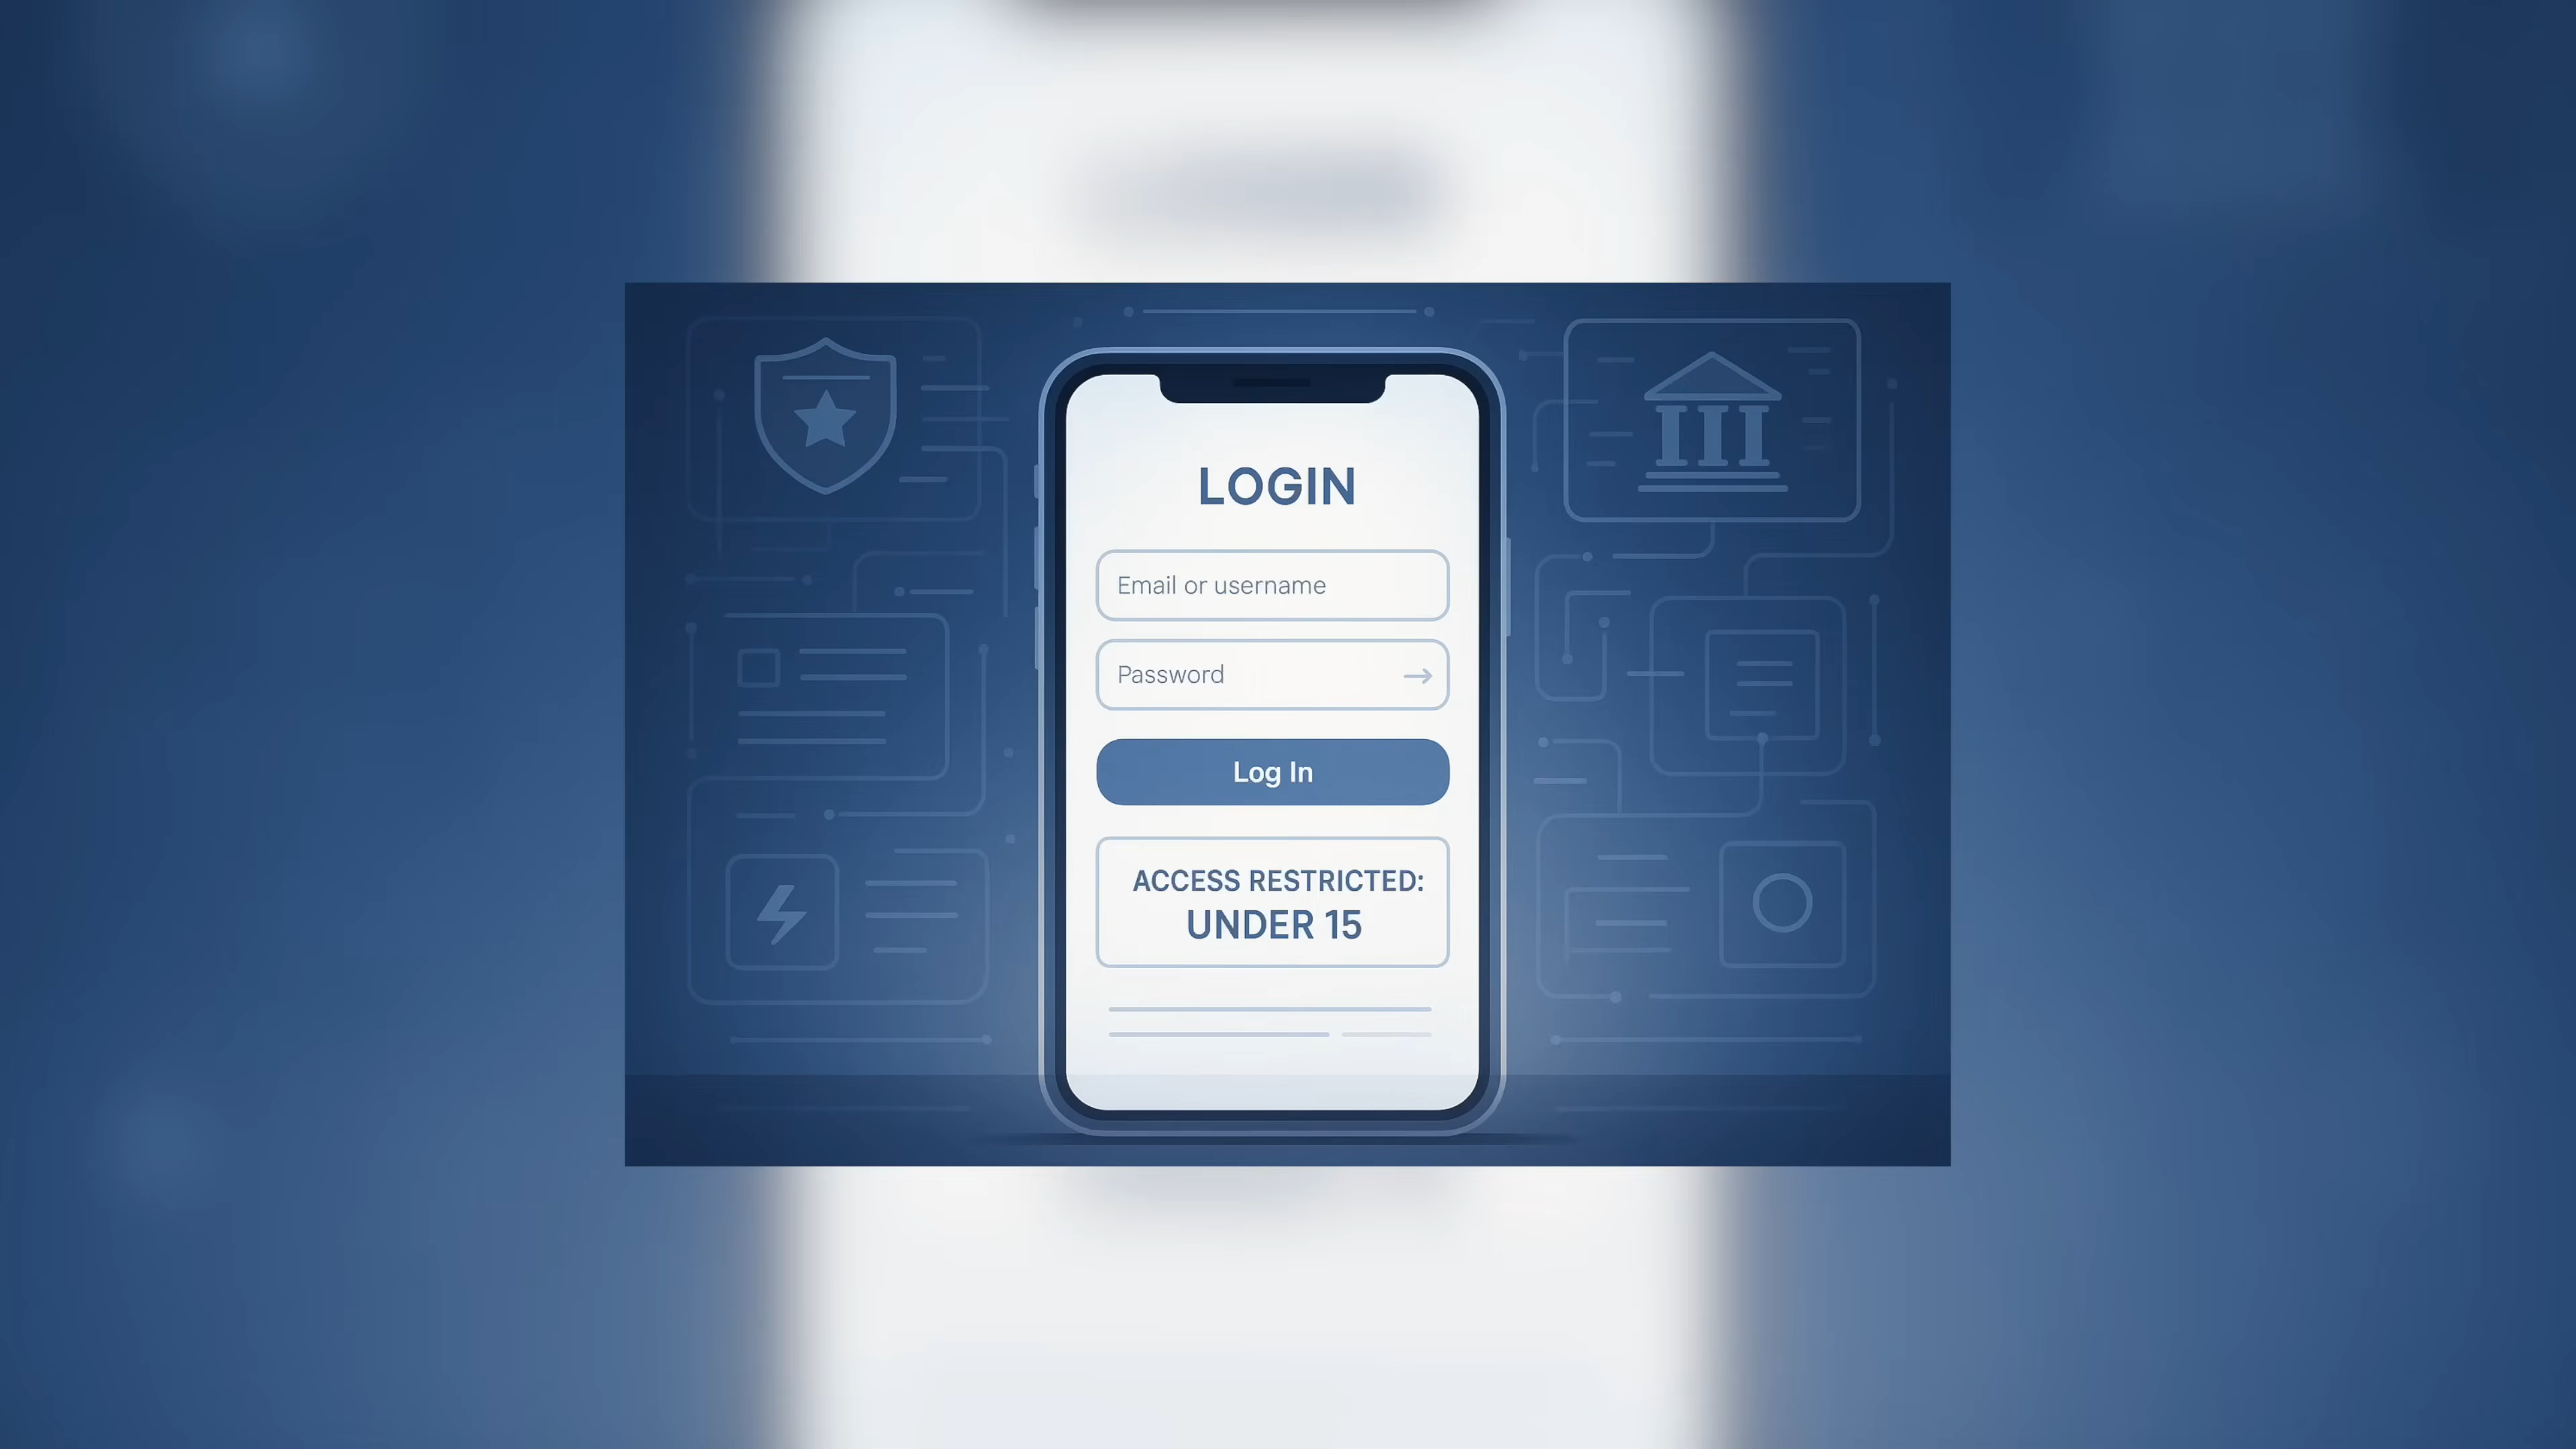 LOGIN
Email or username
Password
Log In
ACCESS RESTRICTED:
UNDER 15